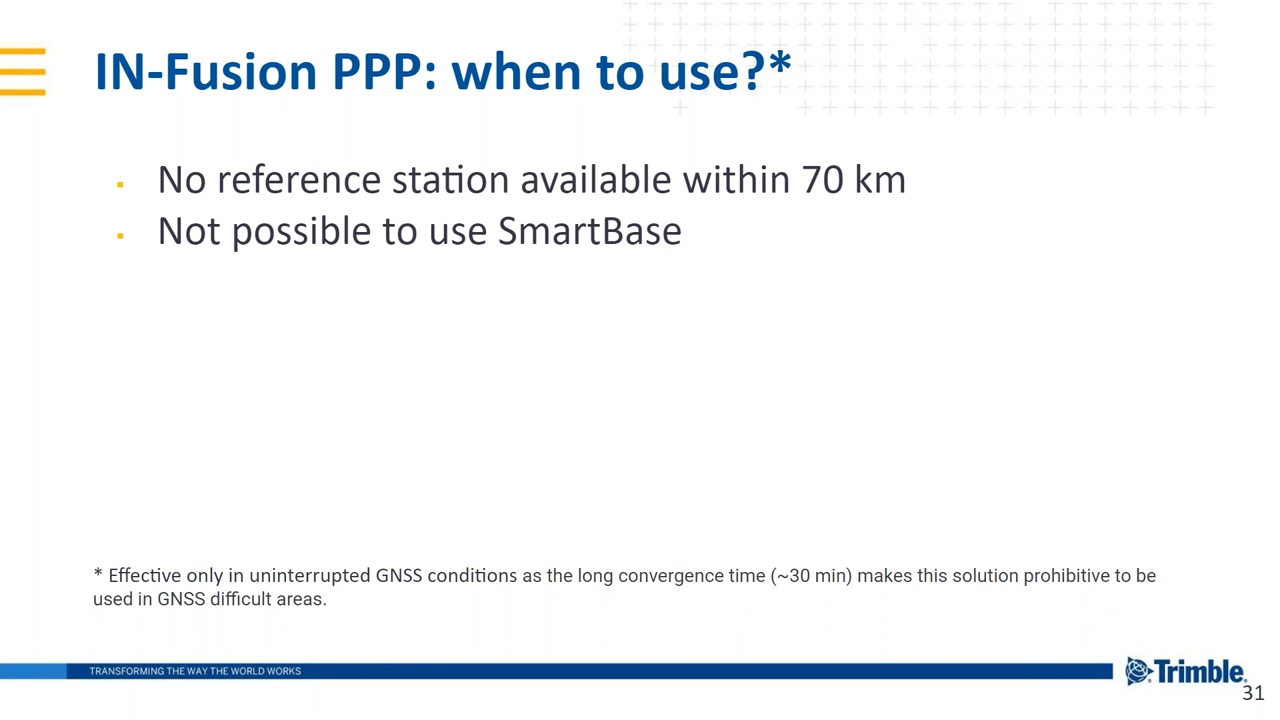 IN-Fusion PPP: when to use?*
▪ No reference station available within 70 km
▪ Not possible to use SmartBase
* Effective only in uninterrupted GNSS conditions as the long convergence time (~30 min) makes this solution prohibitive to be
used in GNSS difficult areas.
TRANSFORMING THE WAY THE WORLD WORKS
Trimble.
31